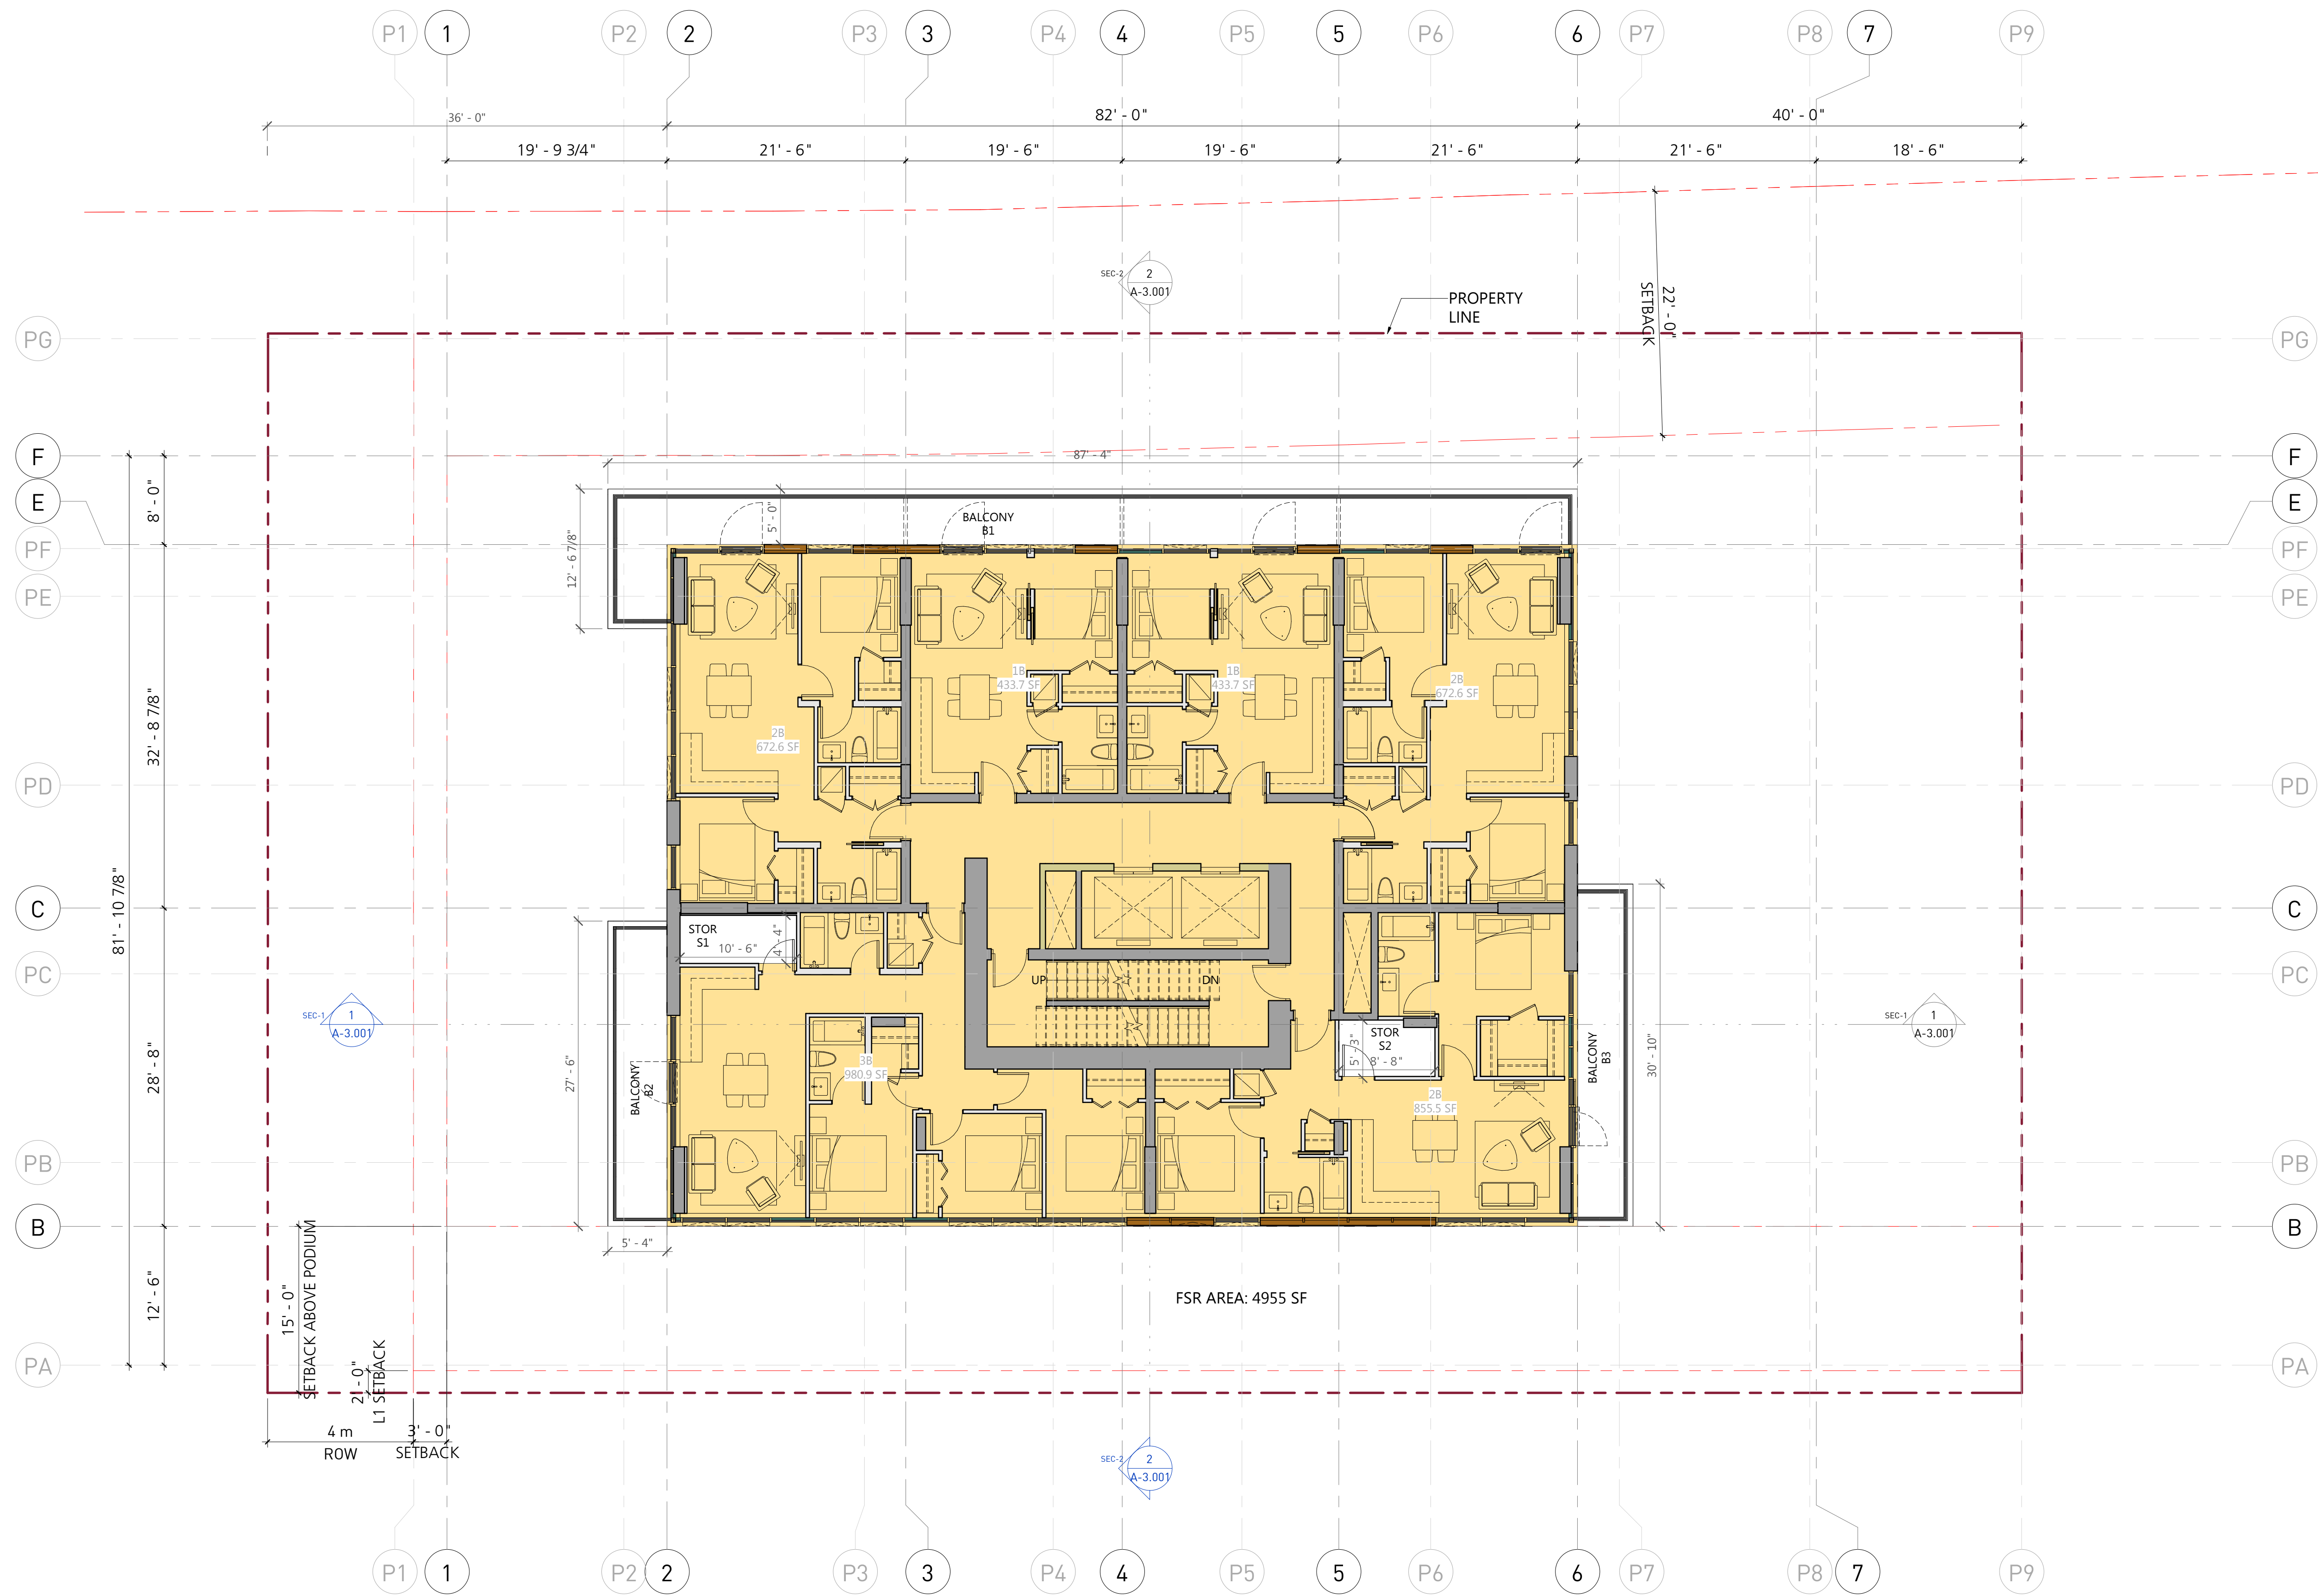 P1 1 P2 2 P3 3 P4 4 P5 5 P6 6 P7 P8 7 P9
36' - 0" 82' - 0" 40' - 0"
19' - 9 3/4" 21' - 6" 19' - 6" 19' - 6" 21' - 6" 21' - 6" 18' - 6"
SEC-2
2
A-3.001
PROPERTY
LINE
22' - 0"
SETBACK
PG PG
F F
87' - 4"
8' - 0"
E E
5' - 0"
BALCONY
B1
12' - 6 7/8"
PF PF
PE PE
1B
433.7 SF
1B
433.7 SF
2B
672.6 SF
2B
672.6 SF
32' - 8 7/8"
PD PD
81' - 10 7/8"
C C
STOR
S1
10' - 6"
4' - 4"
PC PC
UP DN
SEC-1
1
A-3.001
SEC-1
1
A-3.001
STOR
S2
5' - 3"
8' - 8"
BALCONY
B3
30' - 10"
28' - 8"
27' - 6"
BALCONY
B2
3B
980.9 SF
2B
855.5 SF
PB PB
B B
5' - 4"
12' - 6"
15' - 0"
SETBACK ABOVE PODIUM
FSR AREA: 4955 SF
2' - 0"
L1 SETBACK
PA PA
4 m
ROW
3' - 0"
SETBACK
SEC-2
2
A-3.001
P1 1 P2 2 P3 3 P4 4 P5 5 P6 6 P7 P8 7 P9